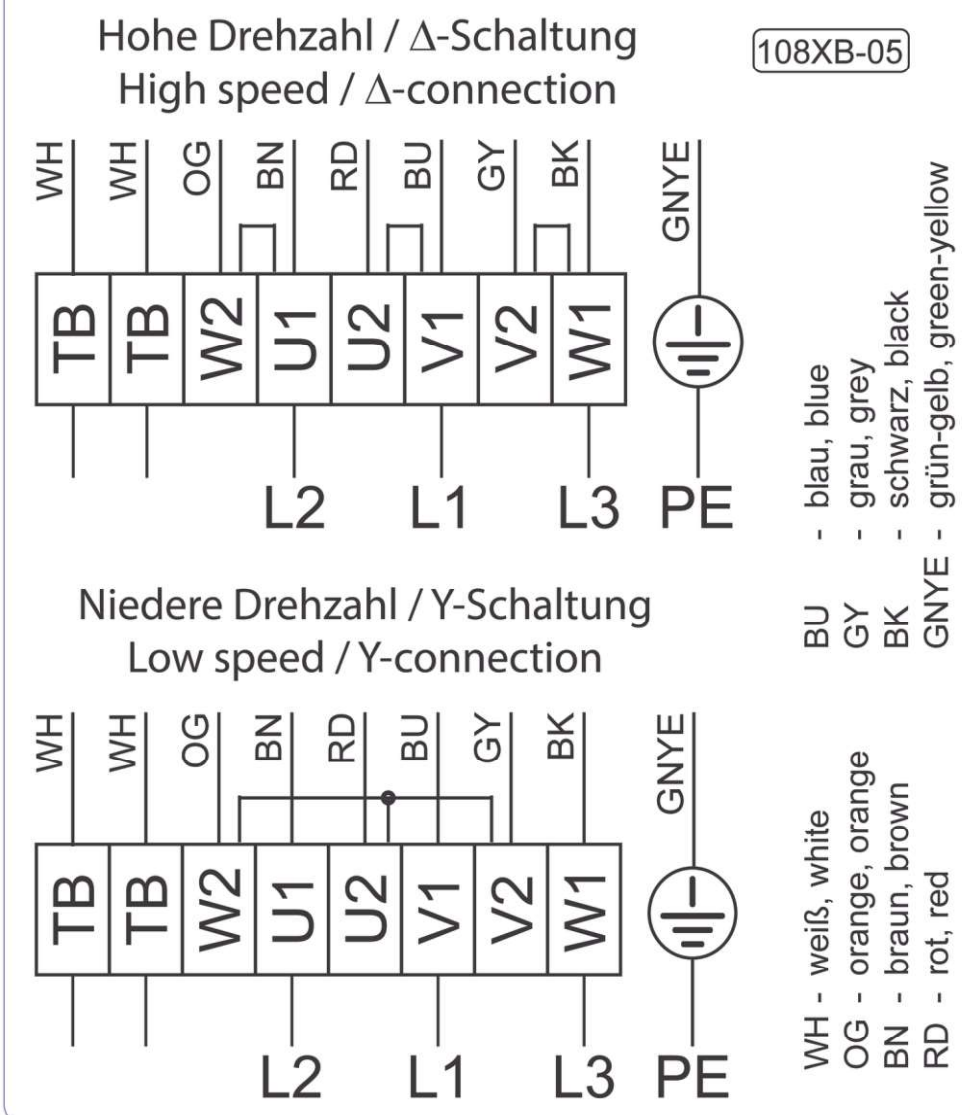 Hohe Drehzahl / Δ-Schaltung
High speed / Δ-connection
108XB-05
WH WH OG BN RD BU GY BK GNYE
TB TB W2 U1 U2 V1 V2 W1
L2 L1 L3 PE
Niedere Drehzahl / Y-Schaltung
Low speed / Y-connection
WH WH OG BN RD BU GY BK GNYE
TB TB W2 U1 U2 V1 V2 W1
L2 L1 L3 PE
WH - weiß, white
OG - orange, orange
BN - braun, brown
RD - rot, red
BU - blau, blue
GY - grau, grey
BK - schwarz, black
GNYE - grün-gelb, green-yellow